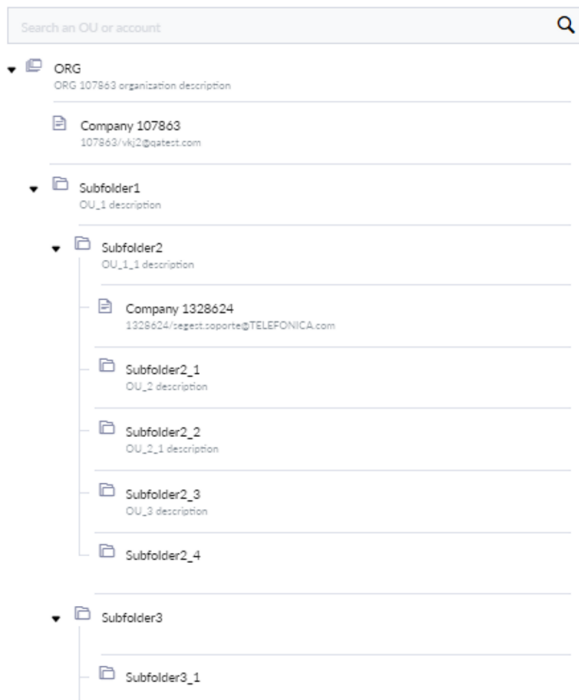 Search an OU or account
ORG
ORG 107863 organization description
Company 107863
107863/vkj2@qatest.com
Subfolder1
OU_1 description
Subfolder2
OU_1_1 description
Company 1328624
1328624/segest.soporte@TELEFONICA.com
Subfolder2_1
OU_2 description
Subfolder2_2
OU_2_1 description
Subfolder2_3
OU_3 description
Subfolder2_4
Subfolder3
Subfolder3_1